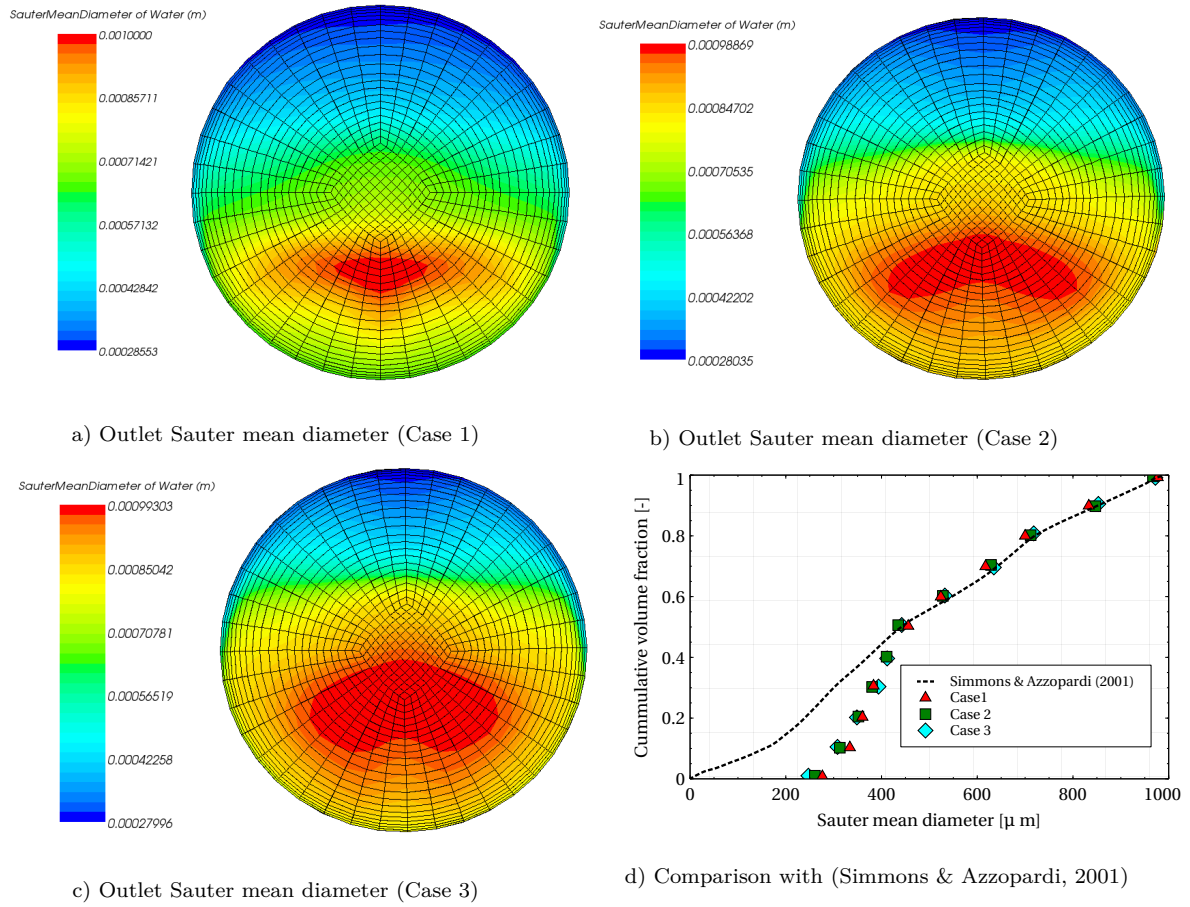 SauterMeanDiameter of Water (m)
0.0010000
0.00085711
0.00071421
0.00057132
0.00042842
0.00028553
a) Outlet Sauter mean diameter (Case 1)
SauterMeanDiameter of Water (m)
0.00098869
0.00084702
0.00070535
0.00056368
0.00042202
0.00028035
b) Outlet Sauter mean diameter (Case 2)
SauterMeanDiameter of Water (m)
0.00099303
0.00085042
0.00070781
0.00056519
0.00042258
0.00027996
c) Outlet Sauter mean diameter (Case 3)
Cummulative volume fraction [-]
1
0.8
0.6
0.4
0.2
0
0 200 400 600 800 1000
Sauter mean diameter [μ m]
Simmons & Azzopardi (2001)
Case1
Case 2
Case 3
d) Comparison with (Simmons & Azzopardi, 2001)